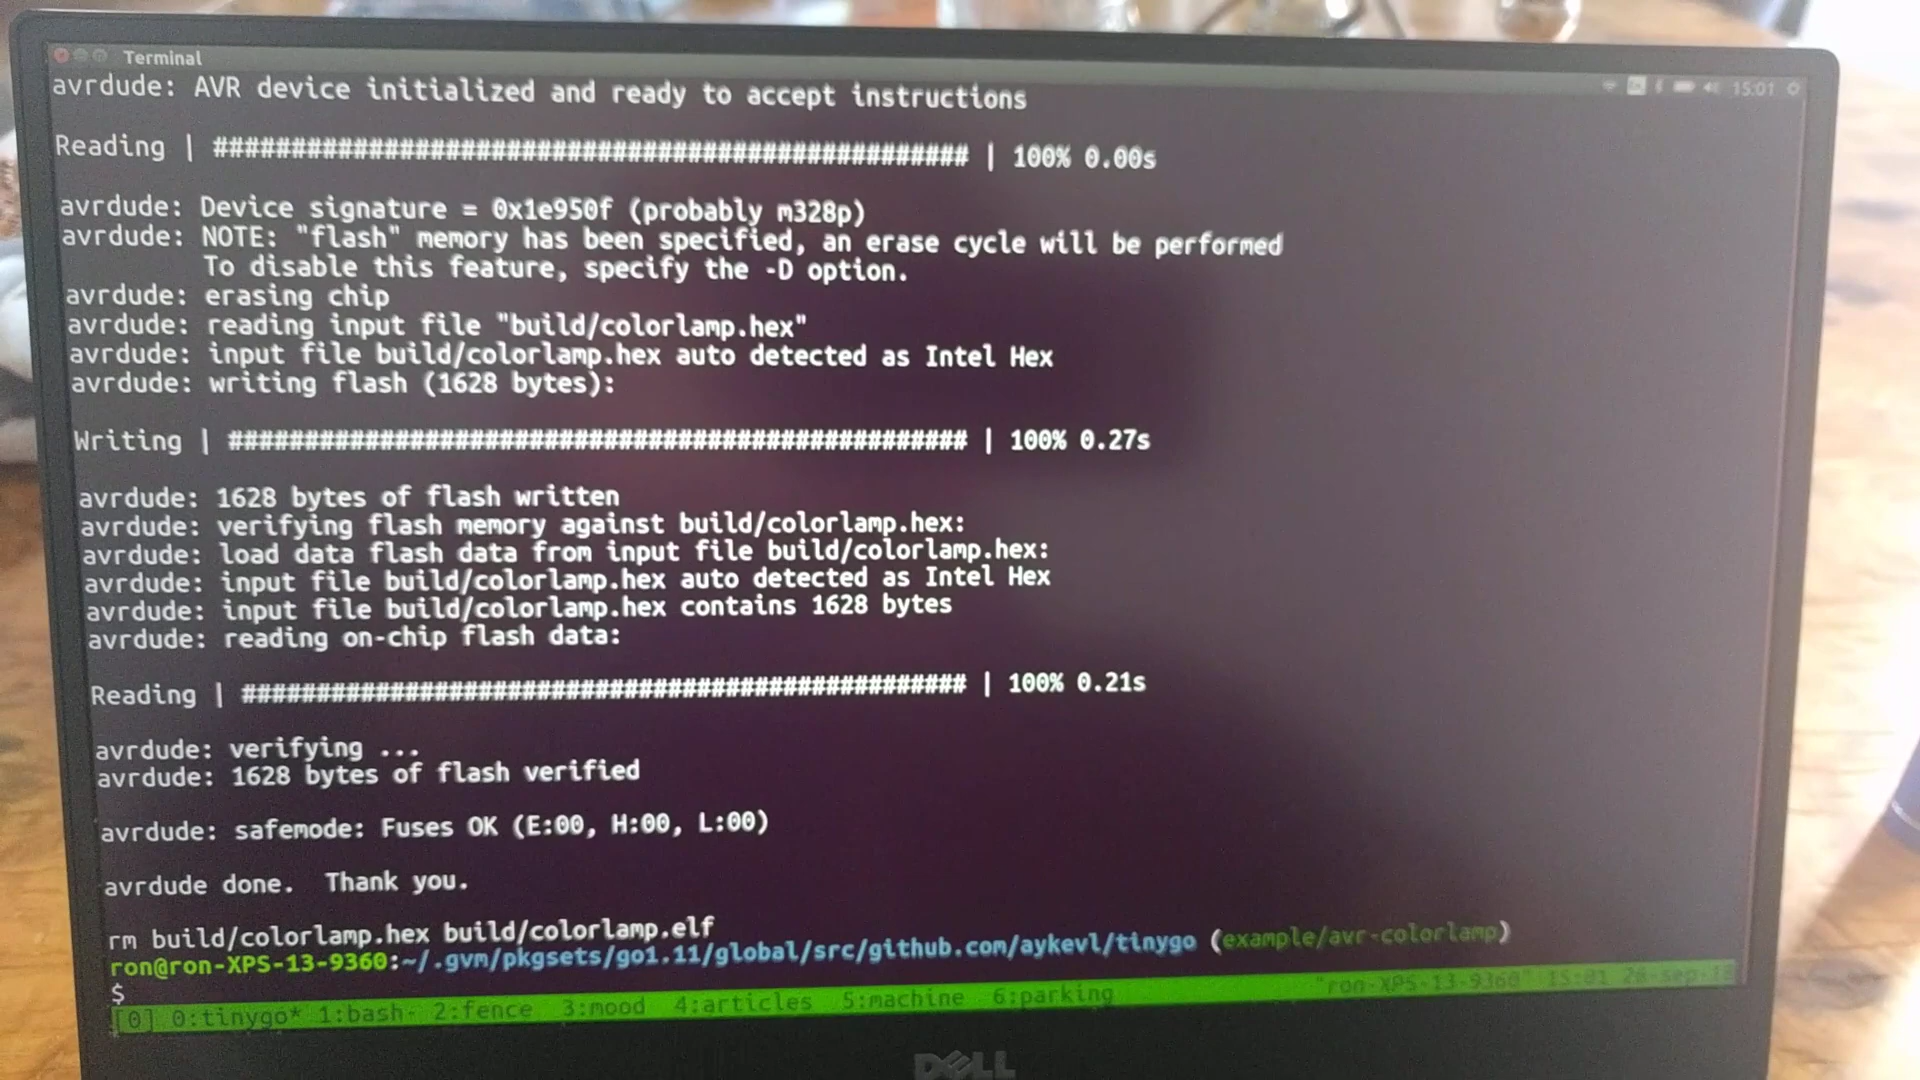 Terminal
15:01
avrdude: AVR device initialized and ready to accept instructions
Reading | ################################################## | 100% 0.00s
avrdude: Device signature = 0x1e950f (probably m328p)
avrdude: NOTE: "flash" memory has been specified, an erase cycle will be performed
To disable this feature, specify the -D option.
avrdude: erasing chip
avrdude: reading input file "build/colorlamp.hex"
avrdude: input file build/colorlamp.hex auto detected as Intel Hex
avrdude: writing flash (1628 bytes):
Writing | ################################################## | 100% 0.27s
avrdude: 1628 bytes of flash written
avrdude: verifying flash memory against build/colorlamp.hex:
avrdude: load data flash data from input file build/colorlamp.hex:
avrdude: input file build/colorlamp.hex auto detected as Intel Hex
avrdude: input file build/colorlamp.hex contains 1628 bytes
avrdude: reading on-chip flash data:
Reading | ################################################## | 100% 0.21s
avrdude: verifying ...
avrdude: 1628 bytes of flash verified
avrdude: safemode: Fuses OK (E:00, H:00, L:00)
avrdude done.  Thank you.
rm build/colorlamp.hex build/colorlamp.elf
ron@ron-XPS-13-9360:~/.gvm/pkgsets/go1.11/global/src/github.com/aykevl/tinygo (example/avr-colorlamp)
$
[0] 0:tinygo* 1:bash- 2:fence  3:mood  4:articles  5:machine  6:parking "ron-XPS-13-9360" 15:01
DELL